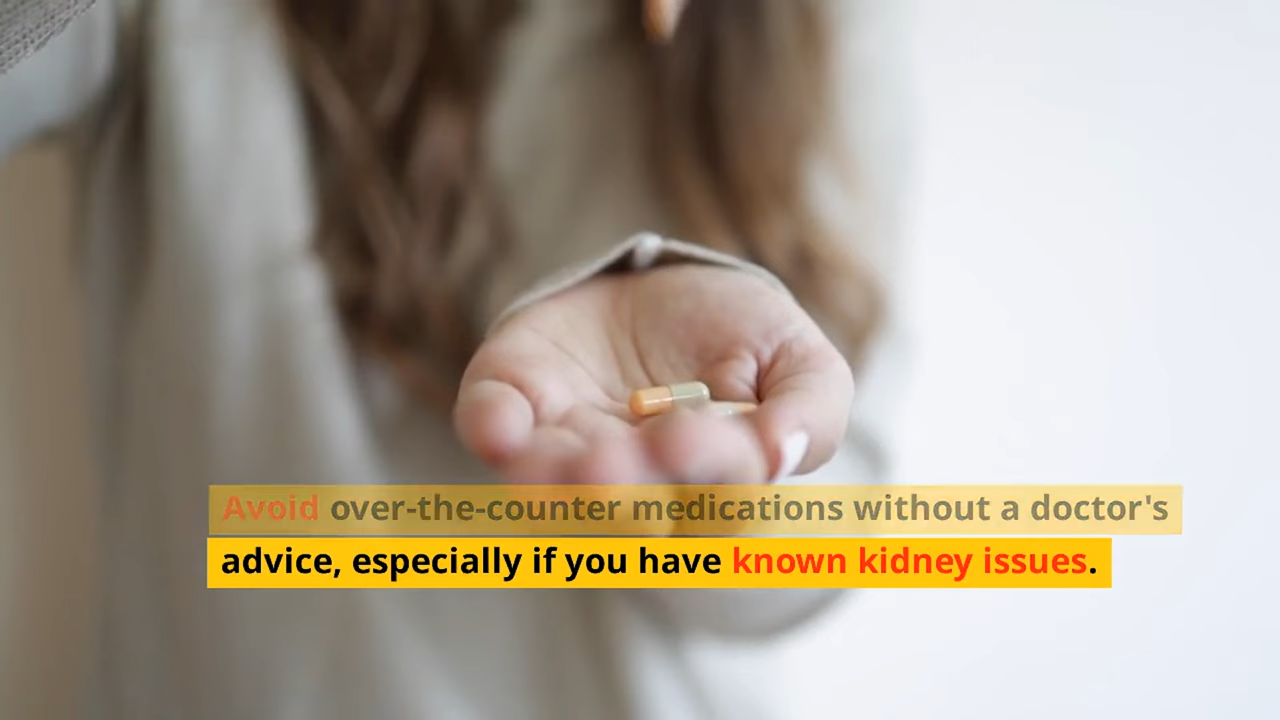 Avoid over-the-counter medications without a doctor's
advice, especially if you have known kidney issues.